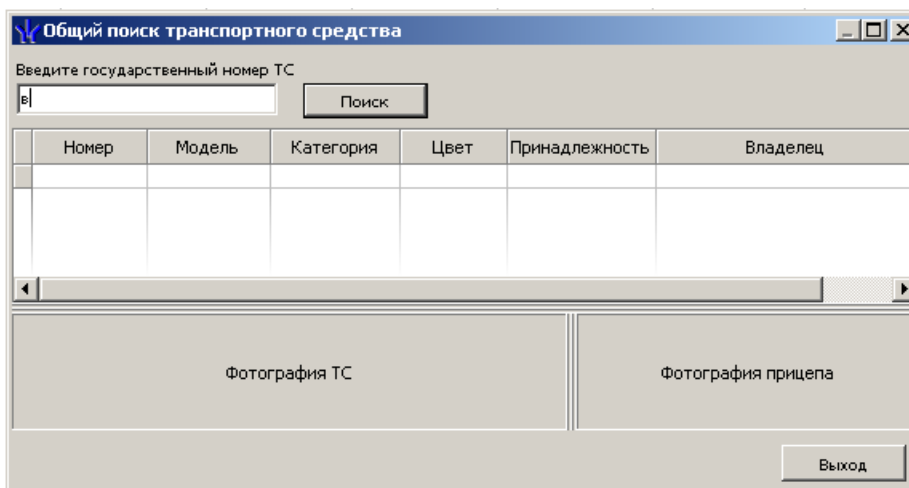 Общий поиск транспортного средства
Введите государственный номер ТС
в
Поиск
Номер Модель Категория Цвет Принадлежность Владелец
Фотография ТС Фотография прицепа
Выход